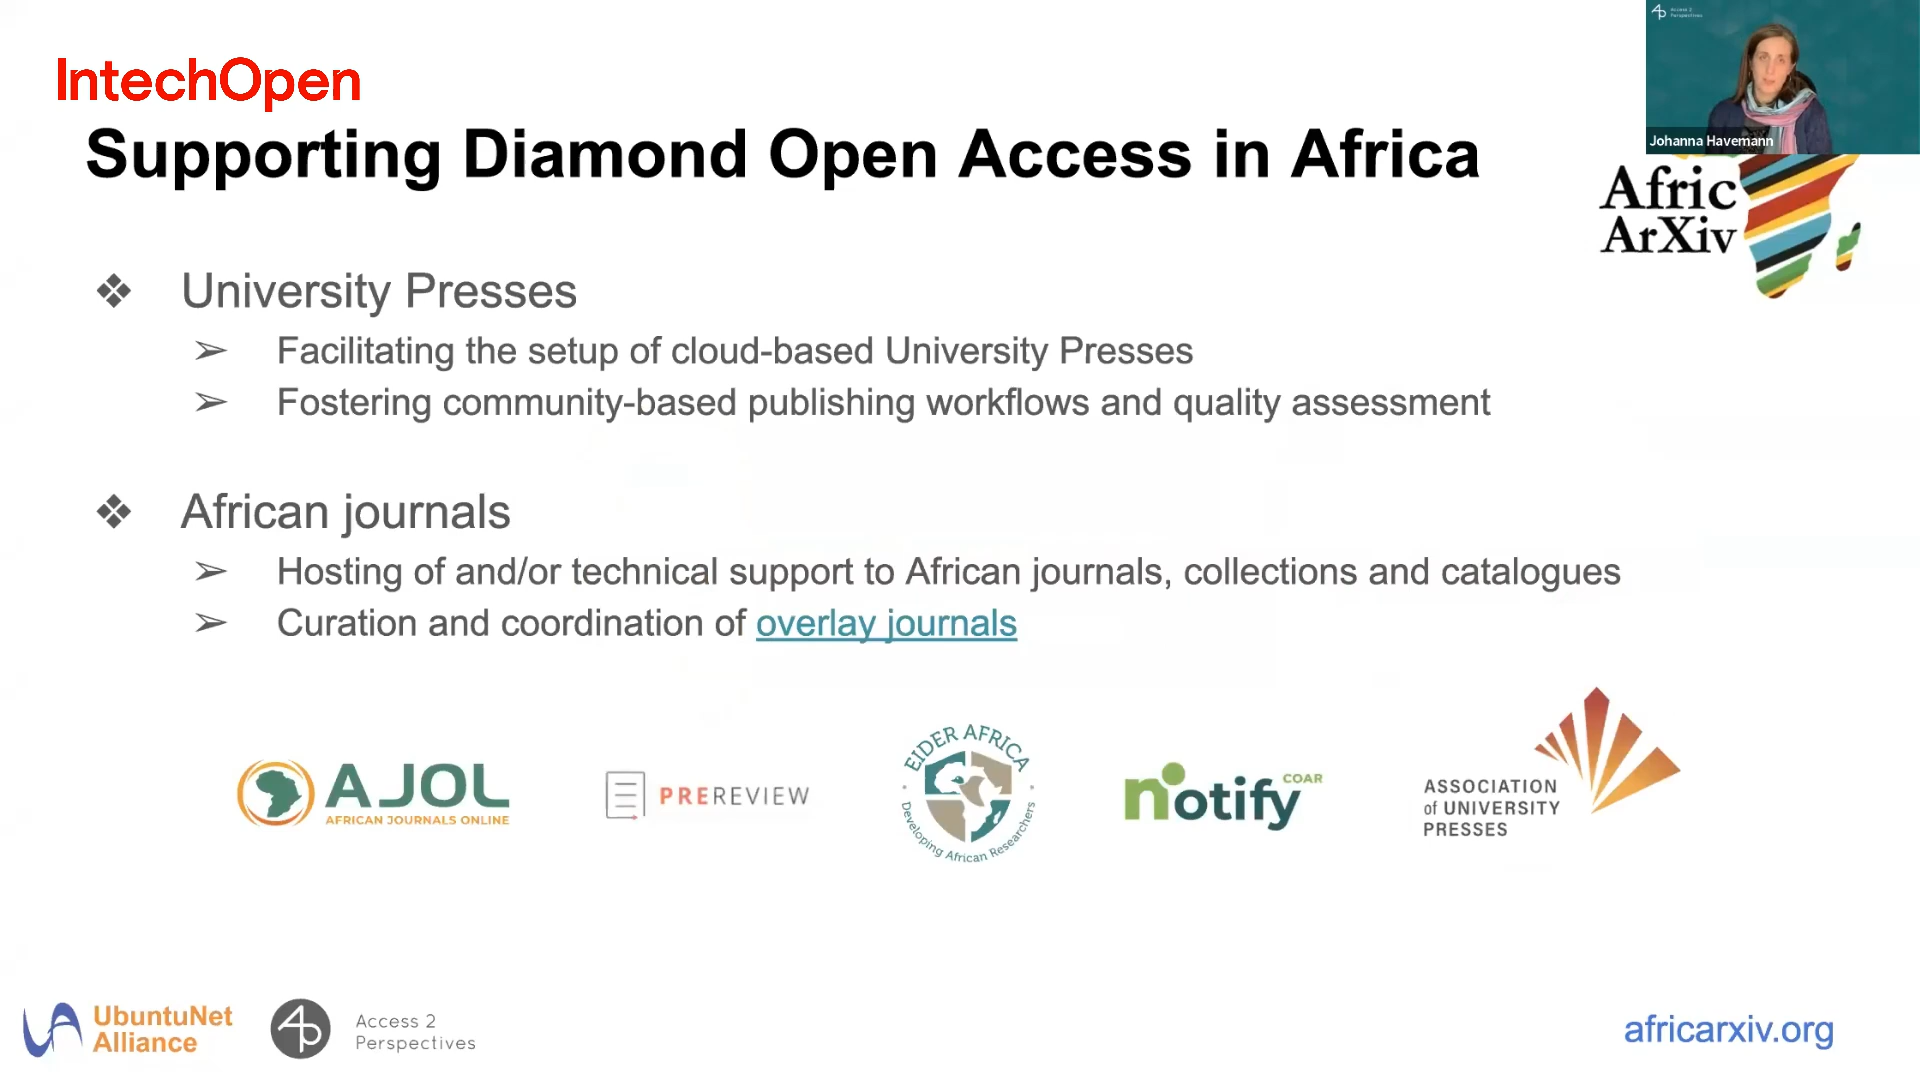 IntechOpen
Access 2
Perspectives
Johanna Havemann
Supporting Diamond Open Access in Africa
Afric
ArXiv
❖ University Presses
➢ Facilitating the setup of cloud-based University Presses
➢ Fostering community-based publishing workflows and quality assessment
❖ African journals
➢ Hosting of and/or technical support to African journals, collections and catalogues
➢ Curation and coordination of overlay journals
AJOL
AFRICAN JOURNALS ONLINE
PREREVIEW
EIDER AFRICA
Developing African Researchers
COAR
notify
ASSOCIATION
of UNIVERSITY
PRESSES
UbuntuNet
Alliance
Access 2
Perspectives
africarxiv.org